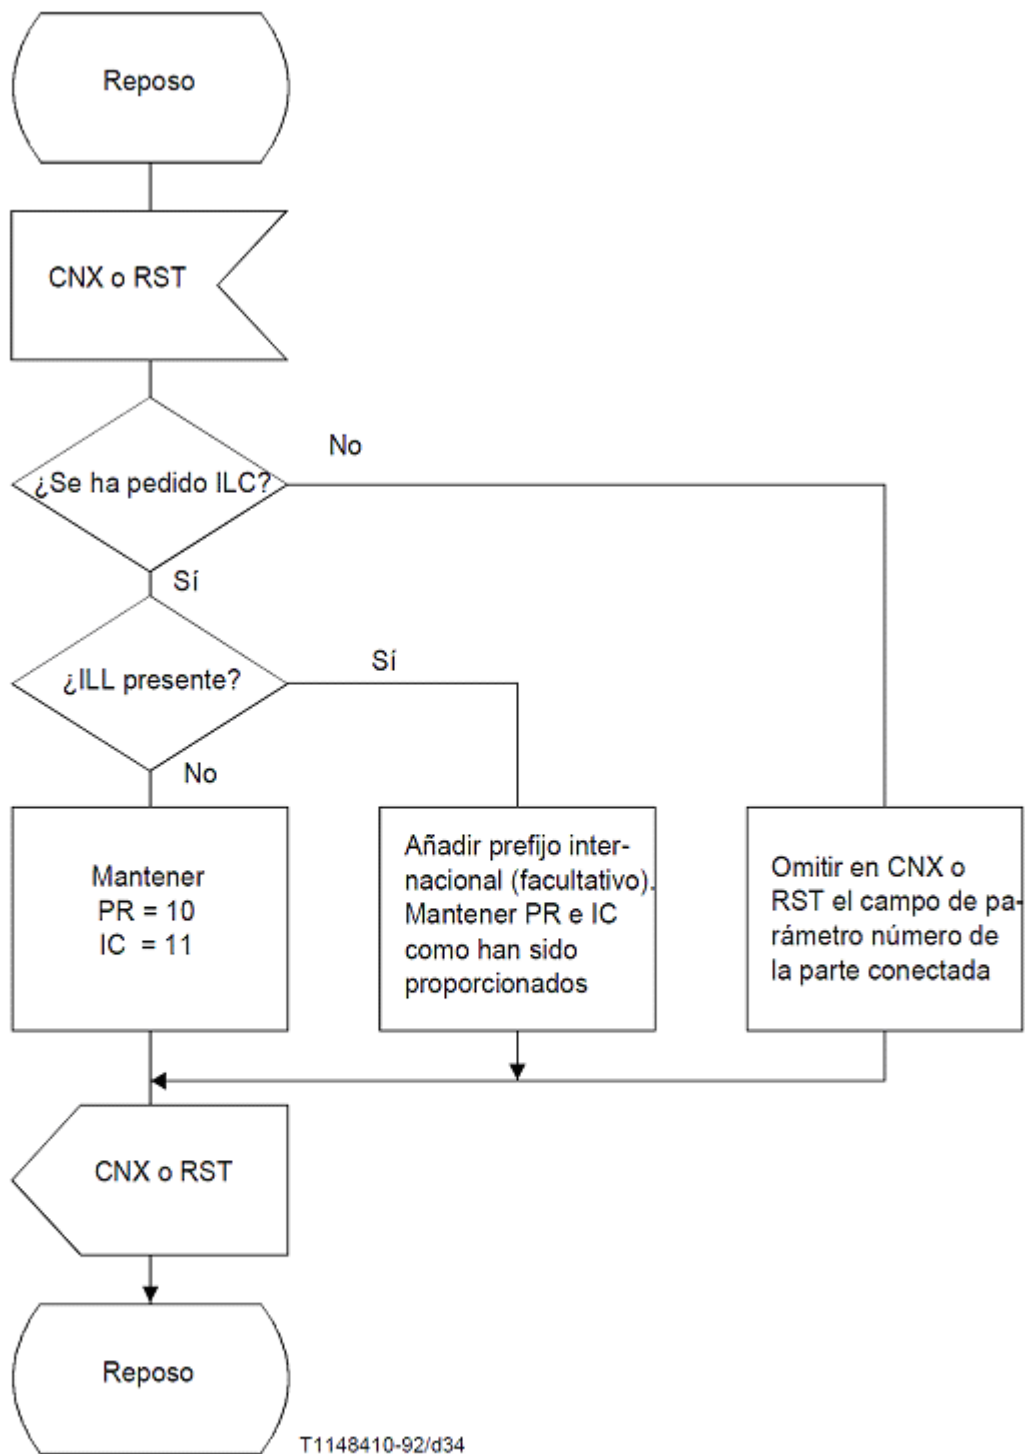 Reposo
CNX o RST
No
¿Se ha pedido ILC?
Sí
Sí
¿ILL presente?
No
Mantener
PR = 10
IC = 11
Añadir prefijo inter-
nacional (facultativo).
Mantener PR e IC
como han sido
proporcionados
Omitir en CNX o
RST el campo de pa-
rámetro número de
la parte conectada
CNX o RST
Reposo
T1148410-92/d34